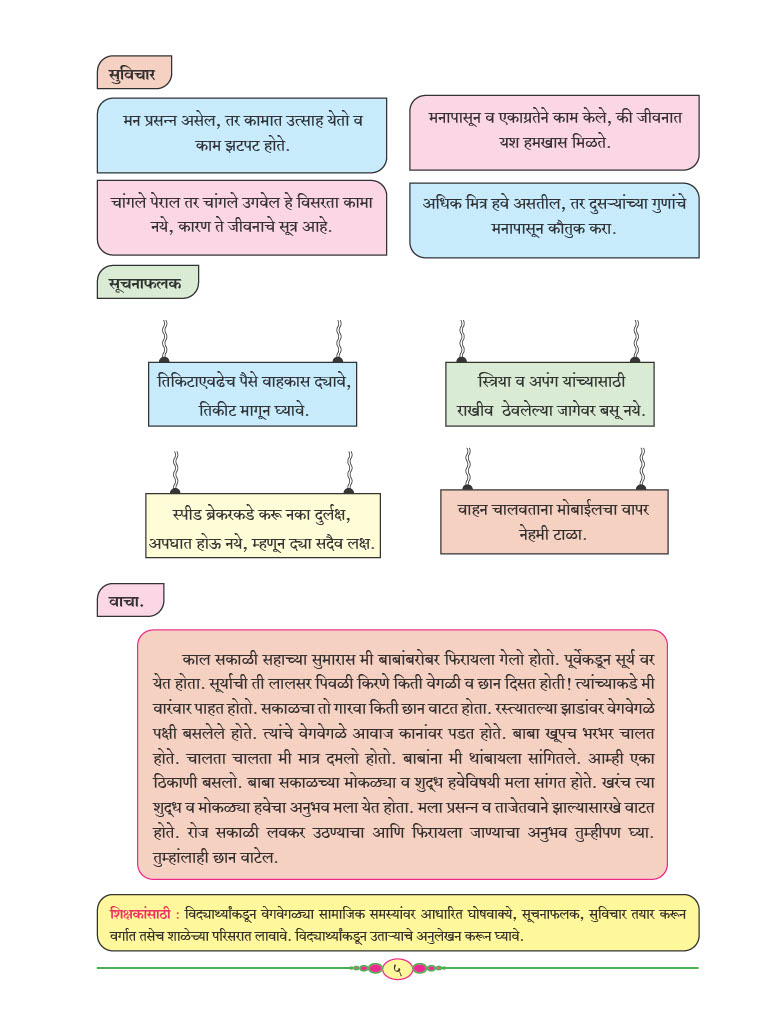 सुविचार
मन प्रसन्न असेल, तर कामात उत्साह येतो व
काम झटपट होते.
मनापासून व एकाग्रतेने काम केले, की जीवनात
यश हमखास मिळते.
चांगले पेराल तर चांगले उगवेल हे विसरता कामा
नये, कारण ते जीवनाचे सूत्र आहे.
अधिक मित्र हवे असतील, तर दुसऱ्यांच्या गुणांचे
मनापासून कौतुक करा.
सूचनाफलक
तिकिटाएवढेच पैसे वाहकास द्यावे,
तिकीट मागून घ्यावे.
स्त्रिया व अपंग यांच्यासाठी
राखीव ठेवलेल्या जागेवर बसू नये.
स्पीड ब्रेकरकडे करू नका दुर्लक्ष,
अपघात होऊ नये, म्हणून द्या सदैव लक्ष.
वाहन चालवताना मोबाईलचा वापर
नेहमी टाळा.
वाचा.
काल सकाळी सहाच्या सुमारास मी बाबांबरोबर फिरायला गेलो होतो. पूर्वेकडून सूर्य वर
येत होता. सूर्याची ती लालसर पिवळी किरणे किती वेगळी व छान दिसत होती! त्यांच्याकडे मी
वारंवार पाहत होतो. सकाळचा तो गारवा किती छान वाटत होता. रस्त्यातल्या झाडांवर वेगवेगळे
पक्षी बसलेले होते. त्यांचे वेगवेगळे आवाज कानांवर पडत होते. बाबा खूपच भरभर चालत
होते. चालता चालता मी मात्र दमलो होतो. बाबांना मी थांबायला सांगितले. आम्ही एका
ठिकाणी बसलो. बाबा सकाळच्या मोकळ्या व शुद्ध हवेविषयी मला सांगत होते. खरंच त्या
शुद्ध व मोकळ्या हवेचा अनुभव मला येत होता. मला प्रसन्न व ताजेतवाने झाल्यासारखे वाटत
होते. रोज सकाळी लवकर उठण्याचा आणि फिरायला जाण्याचा अनुभव तुम्हीपण घ्या.
तुम्हांलाही छान वाटेल.
शिक्षकांसाठी : विद्यार्थ्यांकडून वेगवेगळ्या सामाजिक समस्यांवर आधारित घोषवाक्ये, सूचनाफलक, सुविचार तयार करून
वर्गात तसेच शाळेच्या परिसरात लावावे. विद्यार्थ्यांकडून उताऱ्याचे अनुलेखन करून घ्यावे.
५